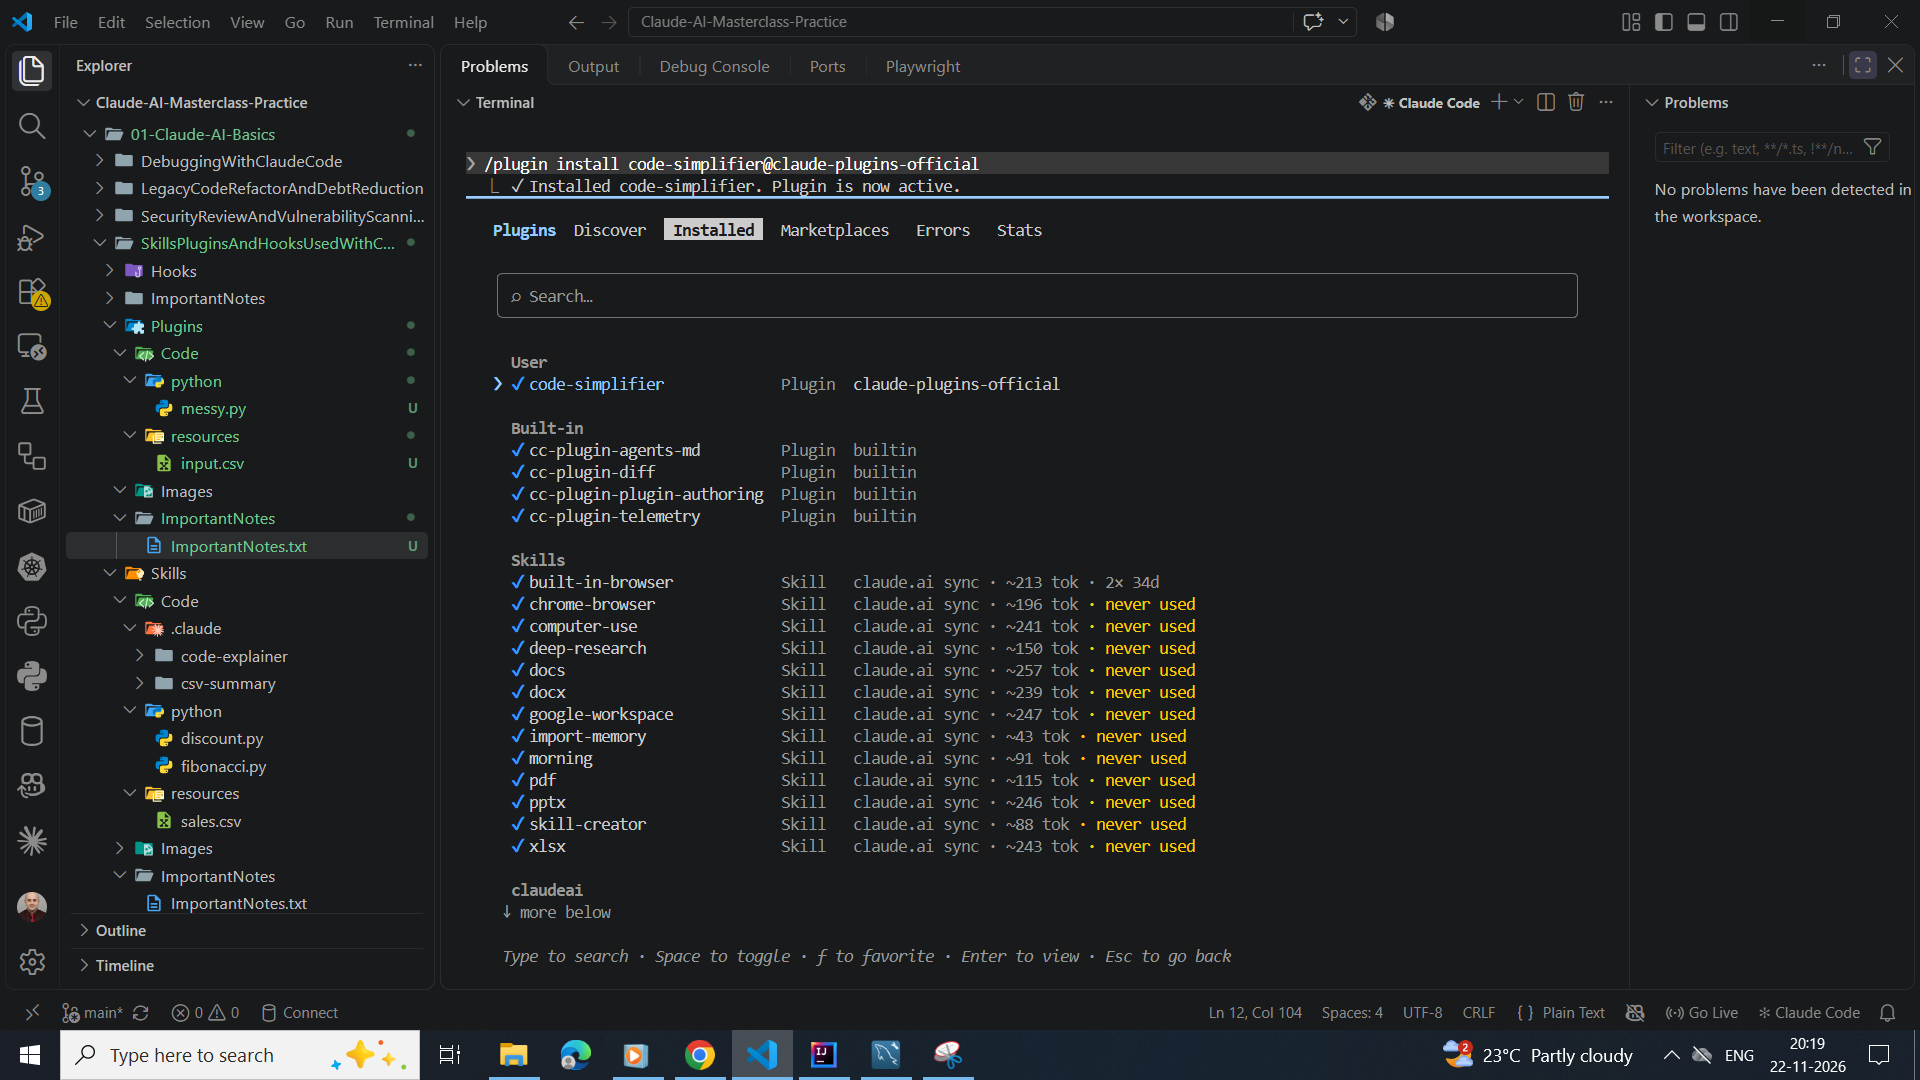 File Edit Selection View Go Run Terminal Help
Claude-AI-Masterclass-Practice
Explorer
Claude-AI-Masterclass-Practice
01-Claude-AI-Basics
DebuggingWithClaudeCode
LegacyCodeRefactorAndDebtReduction
SecurityReviewAndVulnerabilityScanni...
SkillsPluginsAndHooksUsedWithC...
Hooks
ImportantNotes
Plugins
Code
python
messy.py U
resources
input.csv U
Images
ImportantNotes
ImportantNotes.txt U
Skills
Code
.claude
code-explainer
csv-summary
python
discount.py
fibonacci.py
resources
sales.csv
Images
ImportantNotes
ImportantNotes.txt
Outline
Timeline
3
Problems Output Debug Console Ports Playwright
Terminal
Claude Code
❯ /plugin install code-simplifier@claude-plugins-official
⎿ ✓ Installed code-simplifier. Plugin is now active.
Plugins Discover Installed Marketplaces Errors Stats
⌕ Search…
User
❯ ✓ code-simplifier Plugin claude-plugins-official
Built-in
✓ cc-plugin-agents-md Plugin builtin
✓ cc-plugin-diff Plugin builtin
✓ cc-plugin-plugin-authoring Plugin builtin
✓ cc-plugin-telemetry Plugin builtin
Skills
✓ built-in-browser Skill claude.ai sync · ~213 tok · 2× 34d
✓ chrome-browser Skill claude.ai sync · ~196 tok · never used
✓ computer-use Skill claude.ai sync · ~241 tok · never used
✓ deep-research Skill claude.ai sync · ~150 tok · never used
✓ docs Skill claude.ai sync · ~257 tok · never used
✓ docx Skill claude.ai sync · ~239 tok · never used
✓ google-workspace Skill claude.ai sync · ~247 tok · never used
✓ import-memory Skill claude.ai sync · ~43 tok · never used
✓ morning Skill claude.ai sync · ~91 tok · never used
✓ pdf Skill claude.ai sync · ~115 tok · never used
✓ pptx Skill claude.ai sync · ~246 tok · never used
✓ skill-creator Skill claude.ai sync · ~88 tok · never used
✓ xlsx Skill claude.ai sync · ~243 tok · never used
claudeai
↓ more below
Type to search · Space to toggle · f to favorite · Enter to view · Esc to go back
Problems
Filter (e.g. text, **/*.ts, !**/n...
No problems have been detected in
the workspace.
main* 0 0 Connect
Ln 12, Col 104 Spaces: 4 UTF-8 CRLF { } Plain Text Go Live Claude Code
Type here to search
2 23°C Partly cloudy ENG
20:19
22-11-2026